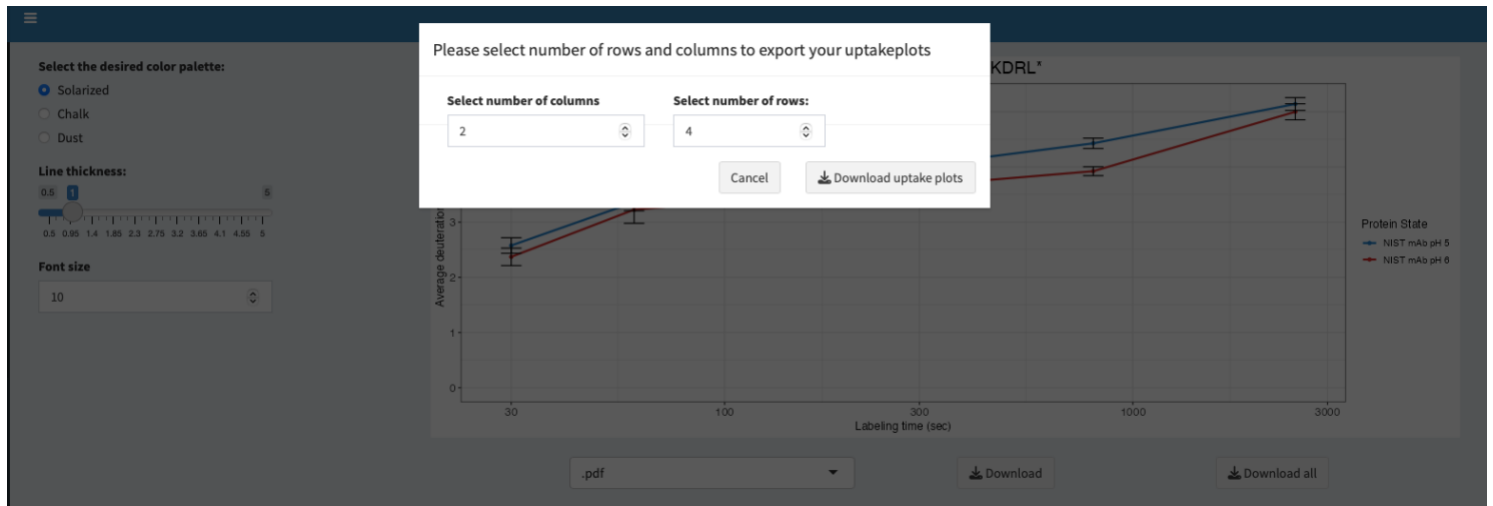 Please select number of rows and columns to export your uptakeplots
Select number of columns
Select number of rows:
2
4
Cancel
Download uptake plots
Select the desired color palette:
Solarized
Chalk
Dust
Line thickness:
0.5 1 5
0.5 0.95 1.4 1.85 2.3 2.75 3.2 3.65 4.1 4.55 5
Font size
10
KDRL*
Average deuteration
3
2
1
0
30 100 300 1000 3000
Labeling time (sec)
Protein State
NIST mAb pH 5
NIST mAb pH 6
.pdf
Download
Download all